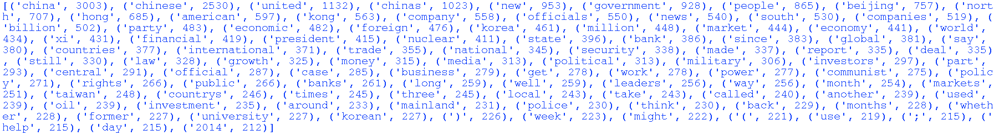 [('china', 3003), ('chinese', 2530), ('united', 1132), ('chinas', 1023), ('new', 953), ('government', 928), ('people', 865), ('beijing', 757), ('nort
h', 707), ('hong', 685), ('american', 597), ('kong', 563), ('company', 558), ('officials', 550), ('news', 540), ('south', 530), ('companies', 519), (
'billion', 502), ('party', 483), ('economic', 482), ('foreign', 476), ('korea', 461), ('million', 448), ('market', 444), ('economy', 441), ('world',
434), ('xi', 431), ('financial', 419), ('president', 415), ('nuclear', 411), ('state', 396), ('bank', 386), ('since', 383), ('global', 381), ('say',
380), ('countries', 377), ('international', 371), ('trade', 355), ('national', 345), ('security', 338), ('made', 337), ('report', 335), ('deal', 335)
, ('still', 330), ('law', 328), ('growth', 325), ('money', 315), ('media', 313), ('political', 313), ('military', 306), ('investors', 297), ('part',
293), ('central', 291), ('official', 287), ('case', 285), ('business', 279), ('get', 278), ('work', 278), ('power', 277), ('communist', 275), ('polic
y', 271), ('rights', 266), ('public', 266), ('banks', 261), ('long', 259), ('well', 259), ('leaders', 256), ('way', 256), ('month', 254), ('markets',
251), ('taiwan', 248), ('countrys', 246), ('times', 245), ('three', 245), ('local', 243), ('take', 243), ('called', 240), ('another', 239), ('used',
239), ('oil', 239), ('investment', 235), ('around', 233), ('mainland', 231), ('police', 230), ('think', 230), ('back', 229), ('months', 228), ('wheth
er', 228), ('former', 227), ('university', 227), ('korean', 227), (')', 226), ('week', 223), ('might', 222), ('(', 221), ('use', 219), (';', 215), ('
help', 215), ('day', 215), ('2014', 212)]